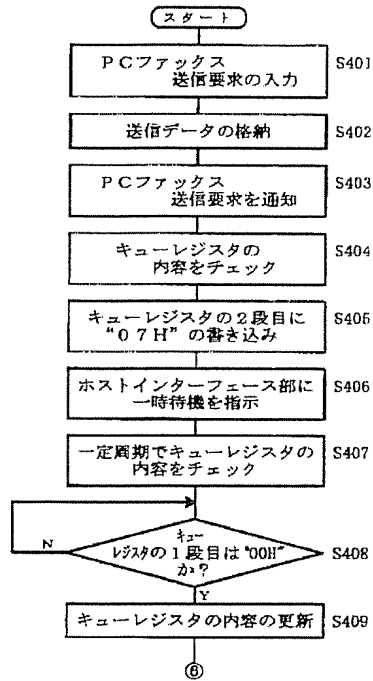 スタート
ＰＣファックス
送信要求の入力
S401
送信データの格納
S402
ＰＣファックス
送信要求を通知
S403
キューレジスタの
内容をチェック
S404
キューレジスタの２段目に
“０７Ｈ”の書き込み
S405
ホストインターフェース部に
一時待機を指示
S406
一定周期でキューレジスタの
内容をチェック
S407
キュー
レジスタの１段目は“00H”
か？
N
S408
Y
キューレジスタの内容の更新
S409
⑧